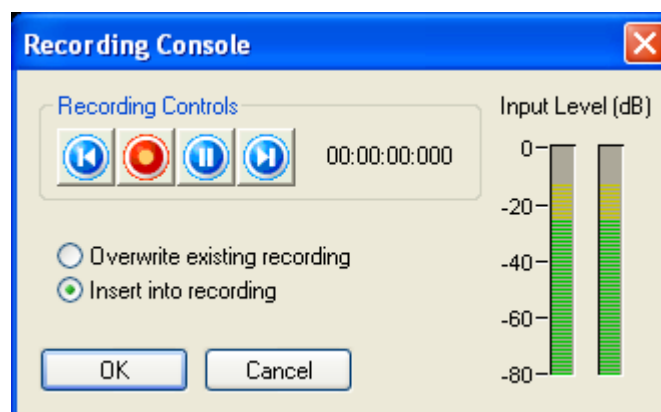 Recording Console
Recording Controls
00:00:00:000
Input Level (dB)
0
-20
-40
-60
-80
Overwrite existing recording
Insert into recording
OK
Cancel